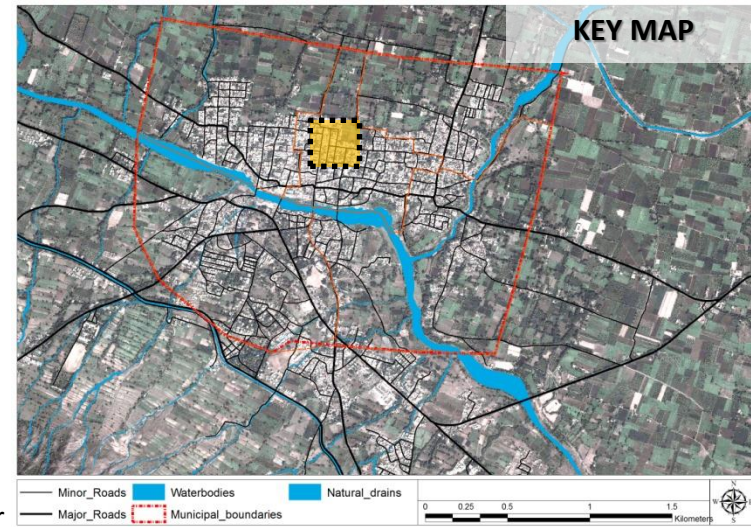 KEY MAP
Minor_Roads Waterbodies Natural_drains
Major_Roads Municipal_boundaries
0 0.25 0.5 1 1.5
Kilometers
N
W E
S
r